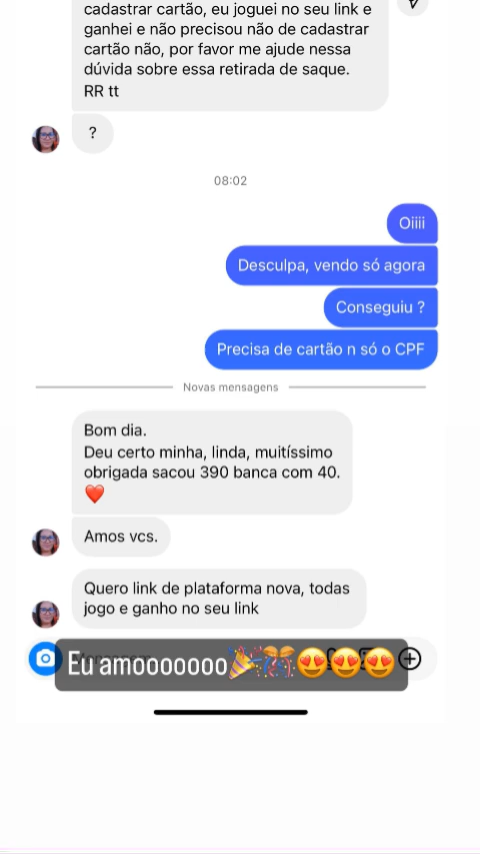 cadastrar cartão, eu joguei no seu link e
ganhei e não precisou não de cadastrar
cartão não, por favor me ajude nessa
dúvida sobre essa retirada de saque.
RR tt
?
08:02
Oiiii
Desculpa, vendo só agora
Conseguiu ?
Precisa de cartão n só o CPF
Novas mensagens
Bom dia.
Deu certo minha, linda, muitíssimo
obrigada sacou 390 banca com 40.
❤️
Amos vcs.
Quero link de plataforma nova, todas
jogo e ganho no seu link
Eu amooooooo🎉🎊😍😍😍